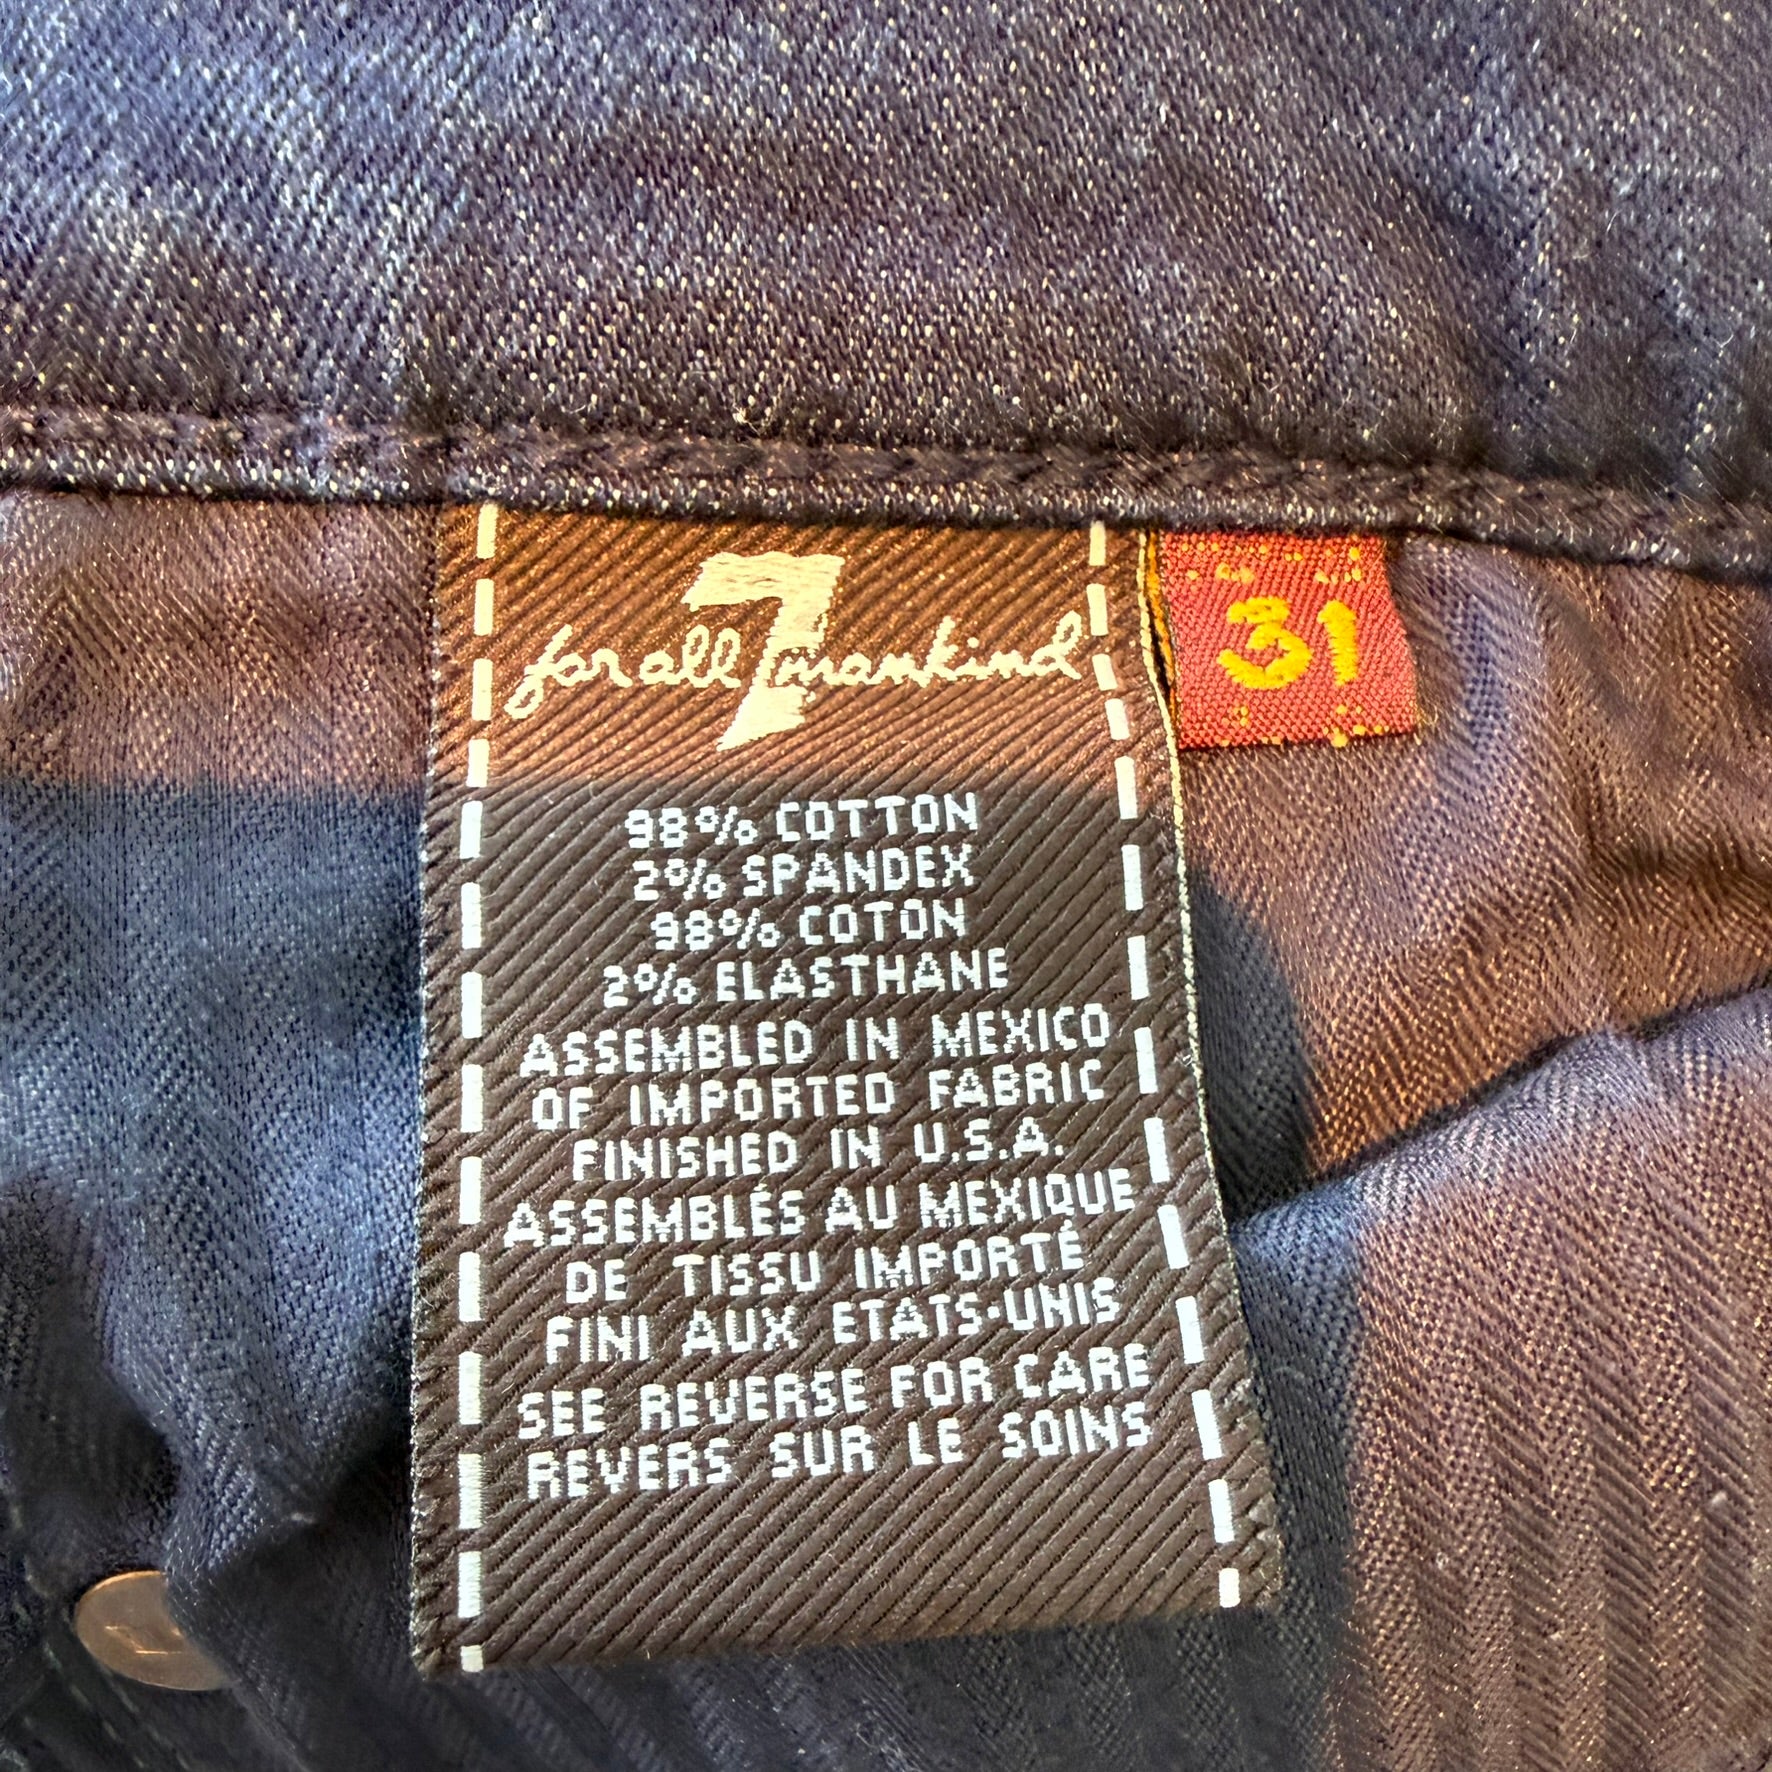 7
for all mankind
31
98% COTTON
2% SPANDEX
98% COTON
2% ELASTHANE
ASSEMBLED IN MEXICO
OF IMPORTED FABRIC
FINISHED IN U.S.A.
ASSEMBLÉS AU MEXIQUE
DE TISSU IMPORTÉ
FINI AUX ETATS-UNIS
SEE REVERSE FOR CARE
REVERS SUR LE SOINS